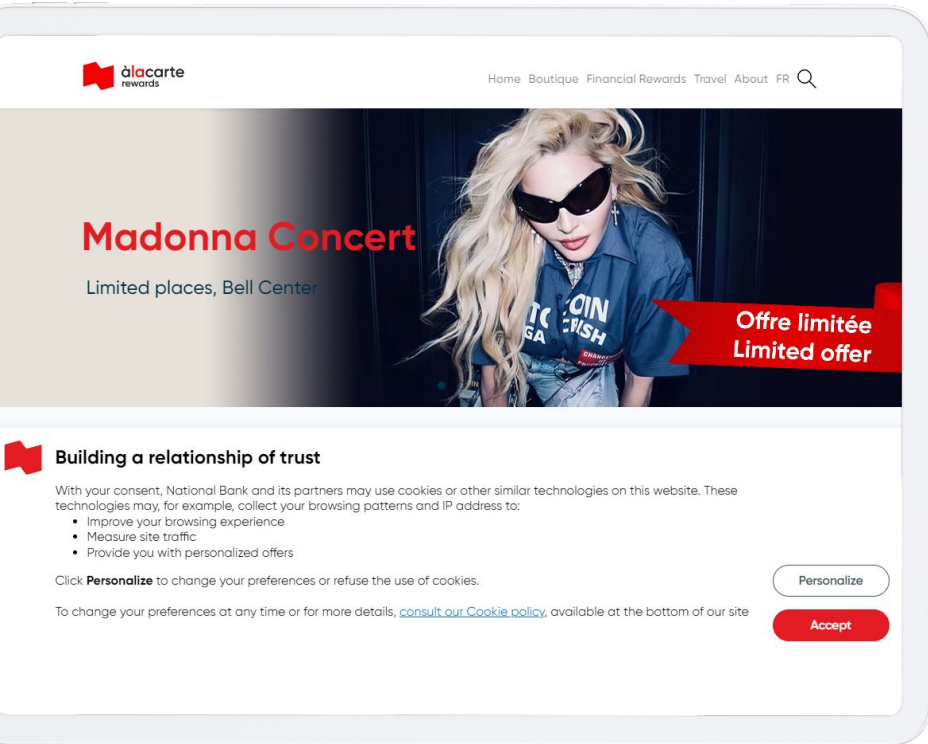 àlacarte
rewards
Home Boutique Financial Rewards Travel About FR
Madonna Concert
Limited places, Bell Center
Offre limitée
Limited offer
Building a relationship of trust
With your consent, National Bank and its partners may use cookies or other similar technologies on this website. These
technologies may, for example, collect your browsing patterns and IP address to:
• Improve your browsing experience
• Measure site traffic
• Provide you with personalized offers
Click Personalize to change your preferences or refuse the use of cookies.
Personalize
To change your preferences at any time or for more details, consult our Cookie policy, available at the bottom of our site
Accept